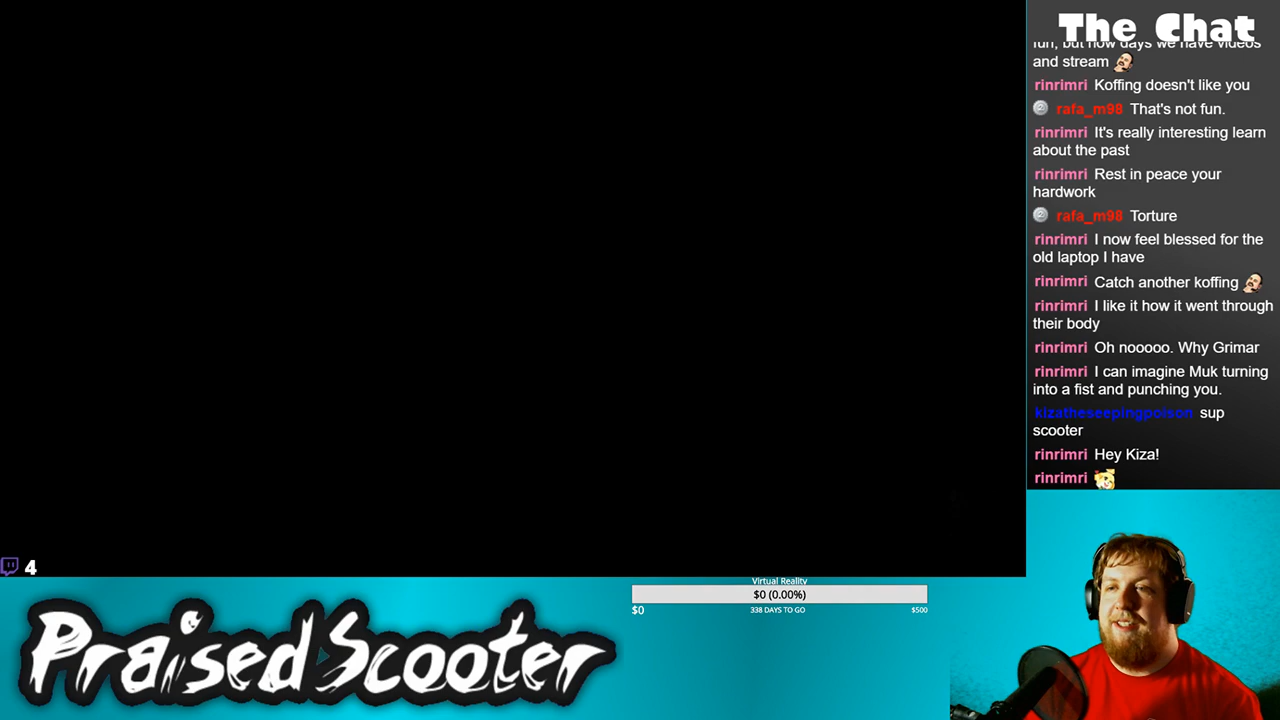 The Chat
fun, but now days we have videos
and stream
rinrimri Koffing doesn't like you
2 rafa_m98 That's not fun.
rinrimri It's really interesting learn
about the past
rinrimri Rest in peace your
hardwork
2 rafa_m98 Torture
rinrimri I now feel blessed for the
old laptop I have
rinrimri Catch another koffing
rinrimri I like it how it went through
their body
rinrimri Oh nooooo. Why Grimar
rinrimri I can imagine Muk turning
into a fist and punching you.
kizatheseepingpoison sup
scooter
rinrimri Hey Kiza!
rinrimri
4
Virtual Reality
$0 (0.00%)
$0 338 DAYS TO GO $500
PraisedScooter